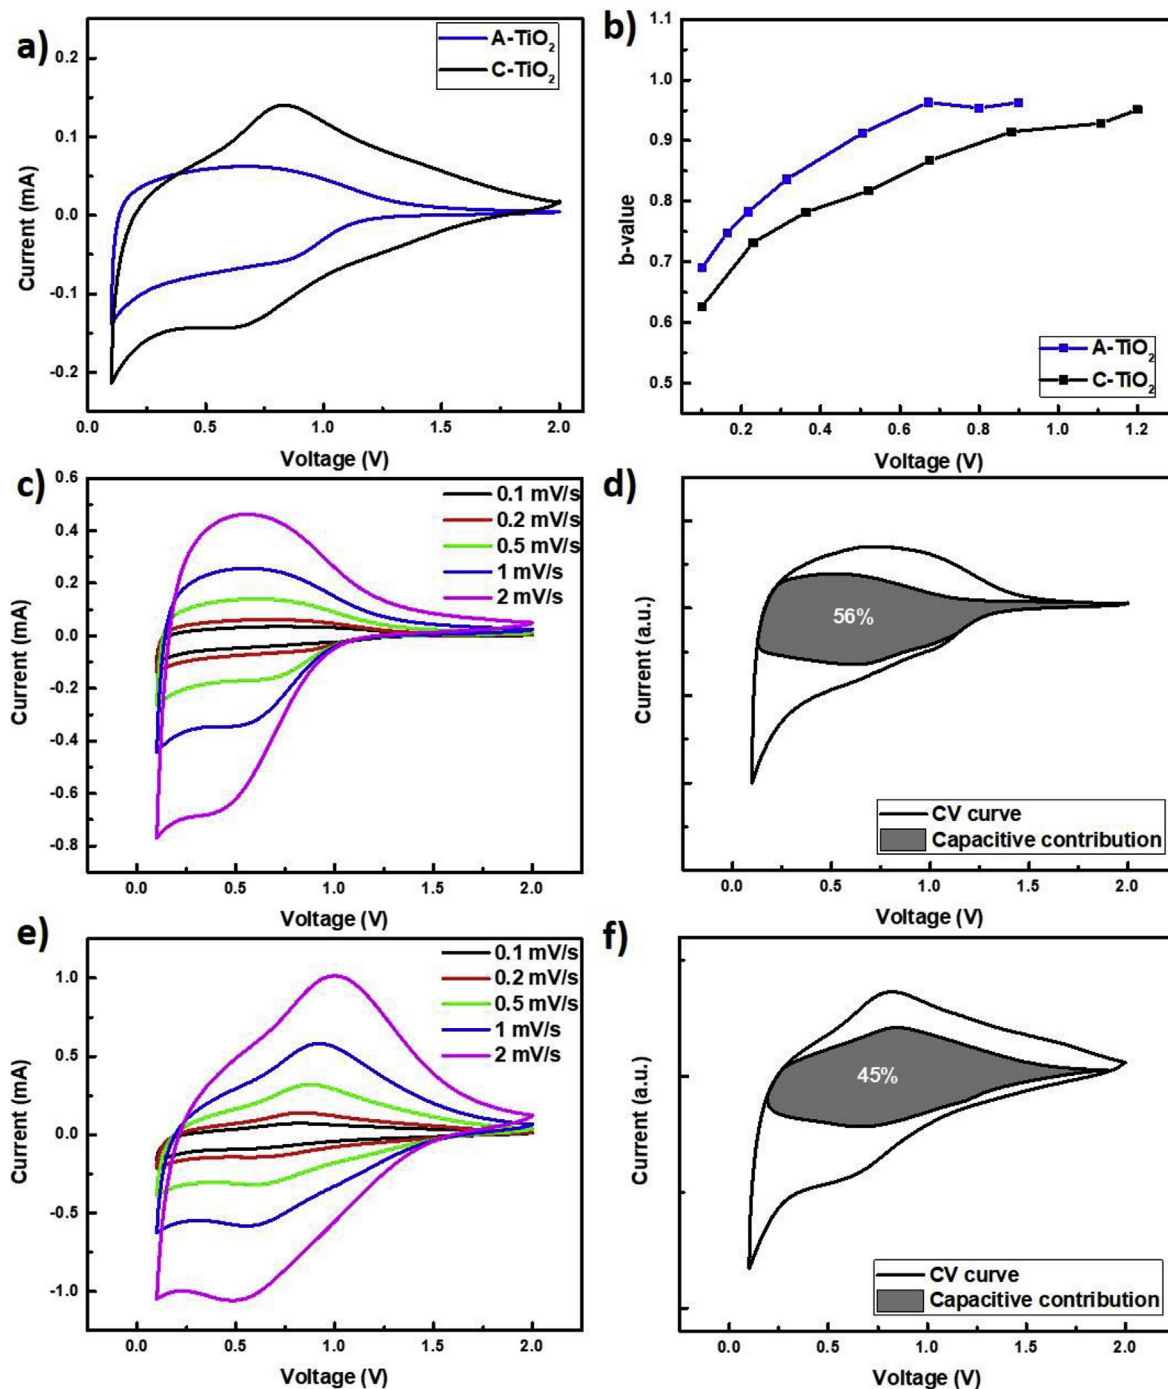 a)
A-TiO2
C-TiO2
0.2
0.1
0.0
-0.1
-0.2
Current (mA)
0.0 0.5 1.0 1.5 2.0
Voltage (V)
b)
1.1
1.0
0.9
0.8
0.7
0.6
0.5
b-value
A-TiO2
C-TiO2
0.2 0.4 0.6 0.8 1.0 1.2
Voltage (V)
c)
0.1 mV/s
0.2 mV/s
0.5 mV/s
1 mV/s
2 mV/s
0.6
0.4
0.2
0.0
-0.2
-0.4
-0.6
-0.8
Current (mA)
0.0 0.5 1.0 1.5 2.0
Voltage (V)
d)
56%
Current (a.u.)
CV curve
Capacitive contribution
0.0 0.5 1.0 1.5 2.0
Voltage (V)
e)
0.1 mV/s
0.2 mV/s
0.5 mV/s
1 mV/s
2 mV/s
1.0
0.5
0.0
-0.5
-1.0
Current (mA)
0.0 0.5 1.0 1.5 2.0
Voltage (V)
f)
45%
Current (a.u.)
CV curve
Capacitive contribution
0.0 0.5 1.0 1.5 2.0
Voltage (V)